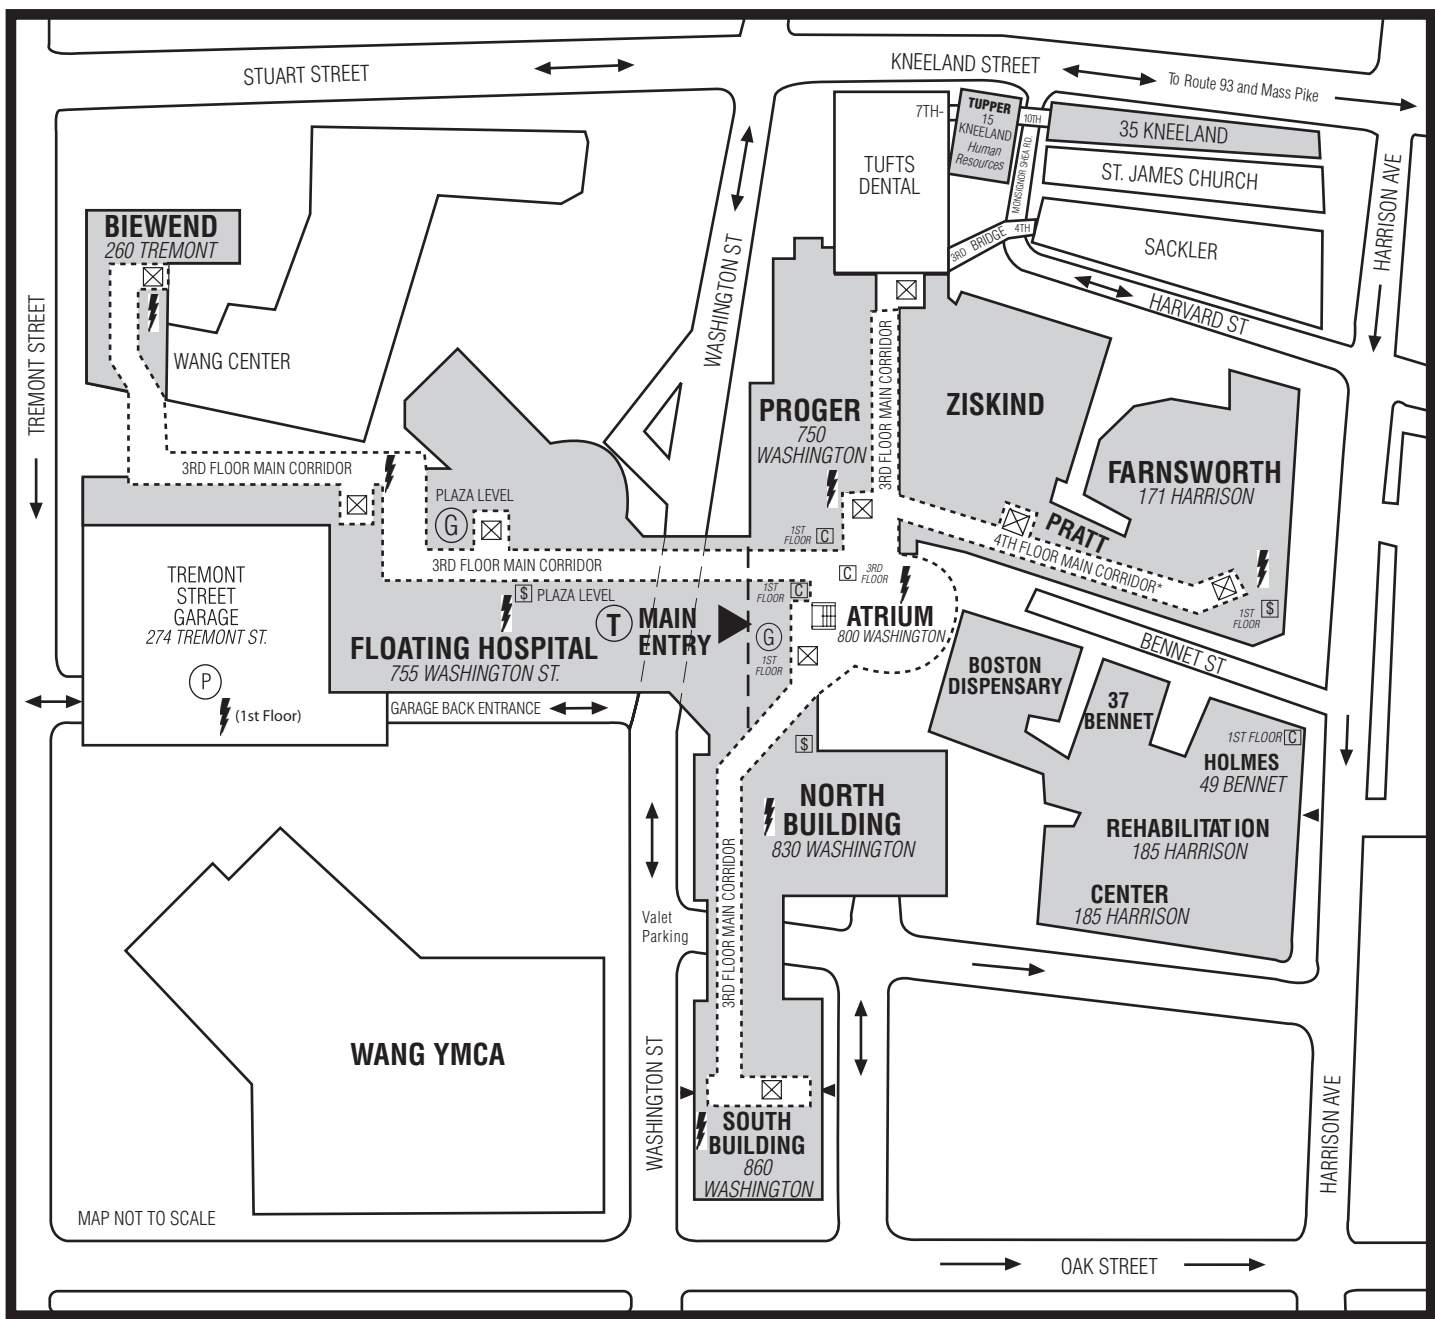 STUART STREET
KNEELAND STREET
To Route 93 and Mass Pike
7TH-
TUPPER
15
KNEELAND
Human
Resources
10TH
35 KNEELAND
TUFTS
DENTAL
MONSIGNOR SHEA RD.
ST. JAMES CHURCH
HARRISON AVE
BIEWEND
260 TREMONT
3RD BRIDGE 4TH
SACKLER
WASHINGTON ST
HARVARD ST
TREMONT STREET
WANG CENTER
3RD FLOOR MAIN CORRIDOR
PROGER
750
WASHINGTON
ZISKIND
FARNSWORTH
171 HARRISON
3RD FLOOR MAIN CORRIDOR
PLAZA LEVEL
G
1ST
FLOOR C
PRATT
4TH FLOOR MAIN CORRIDOR*
3RD FLOOR MAIN CORRIDOR
C 3RD
FLOOR
TREMONT
STREET
GARAGE
274 TREMONT ST.
P
(1st Floor)
$ PLAZA LEVEL
1ST
FLOOR C
T MAIN
ENTRY
G
1ST
FLOOR
ATRIUM
800 WASHINGTON
1ST
FLOOR $
FLOATING HOSPITAL
755 WASHINGTON ST.
BENNET ST
BOSTON
DISPENSARY
GARAGE BACK ENTRANCE
37
BENNET
$
1ST FLOOR C
HOLMES
49 BENNET
NORTH
BUILDING
830 WASHINGTON
REHABILITATION
185 HARRISON
CENTER
185 HARRISON
3RD FLOOR MAIN CORRIDOR
Valet
Parking
WANG YMCA
WASHINGTON ST
SOUTH
BUILDING
860
WASHINGTON
HARRISON AVE
MAP NOT TO SCALE
OAK STREET